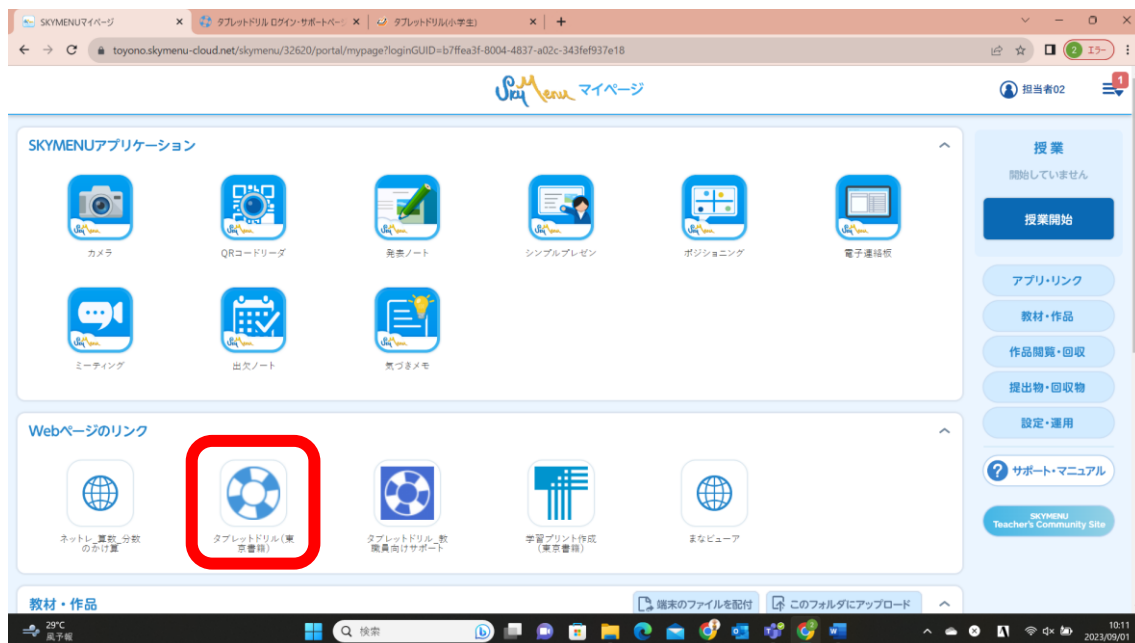 SKYMENUマイページ
タブレットドリル ログイン・サポートページ
タブレットドリル(小学生)
toyono.skymenu-cloud.net/skymenu/32620/portal/mypage?loginGUID=b7ffea3f-8004-4837-a02c-343fef937e18
2 エラー
SkyMenu マイページ
担当者02
1
SKYMENUアプリケーション
カメラ
QRコードリーダ
発表ノート
シンプルプレゼン
ポジショニング
電子連絡板
ミーティング
出欠ノート
気づきメモ
授業
開始していません
授業開始
アプリ・リンク
教材・作品
作品閲覧・回収
提出物・回収物
設定・運用
サポート・マニュアル
SKYMENU
Teacher's Community Site
Webページのリンク
ネットレ_算数_分数
のかけ算
タブレットドリル(東
京書籍)
タブレットドリル_教
職員向けサポート
学習プリント作成
(東京書籍)
まなビューア
教材・作品
端末のファイルを配付
このフォルダにアップロード
29°C
風予報
検索
10:11
2023/09/01